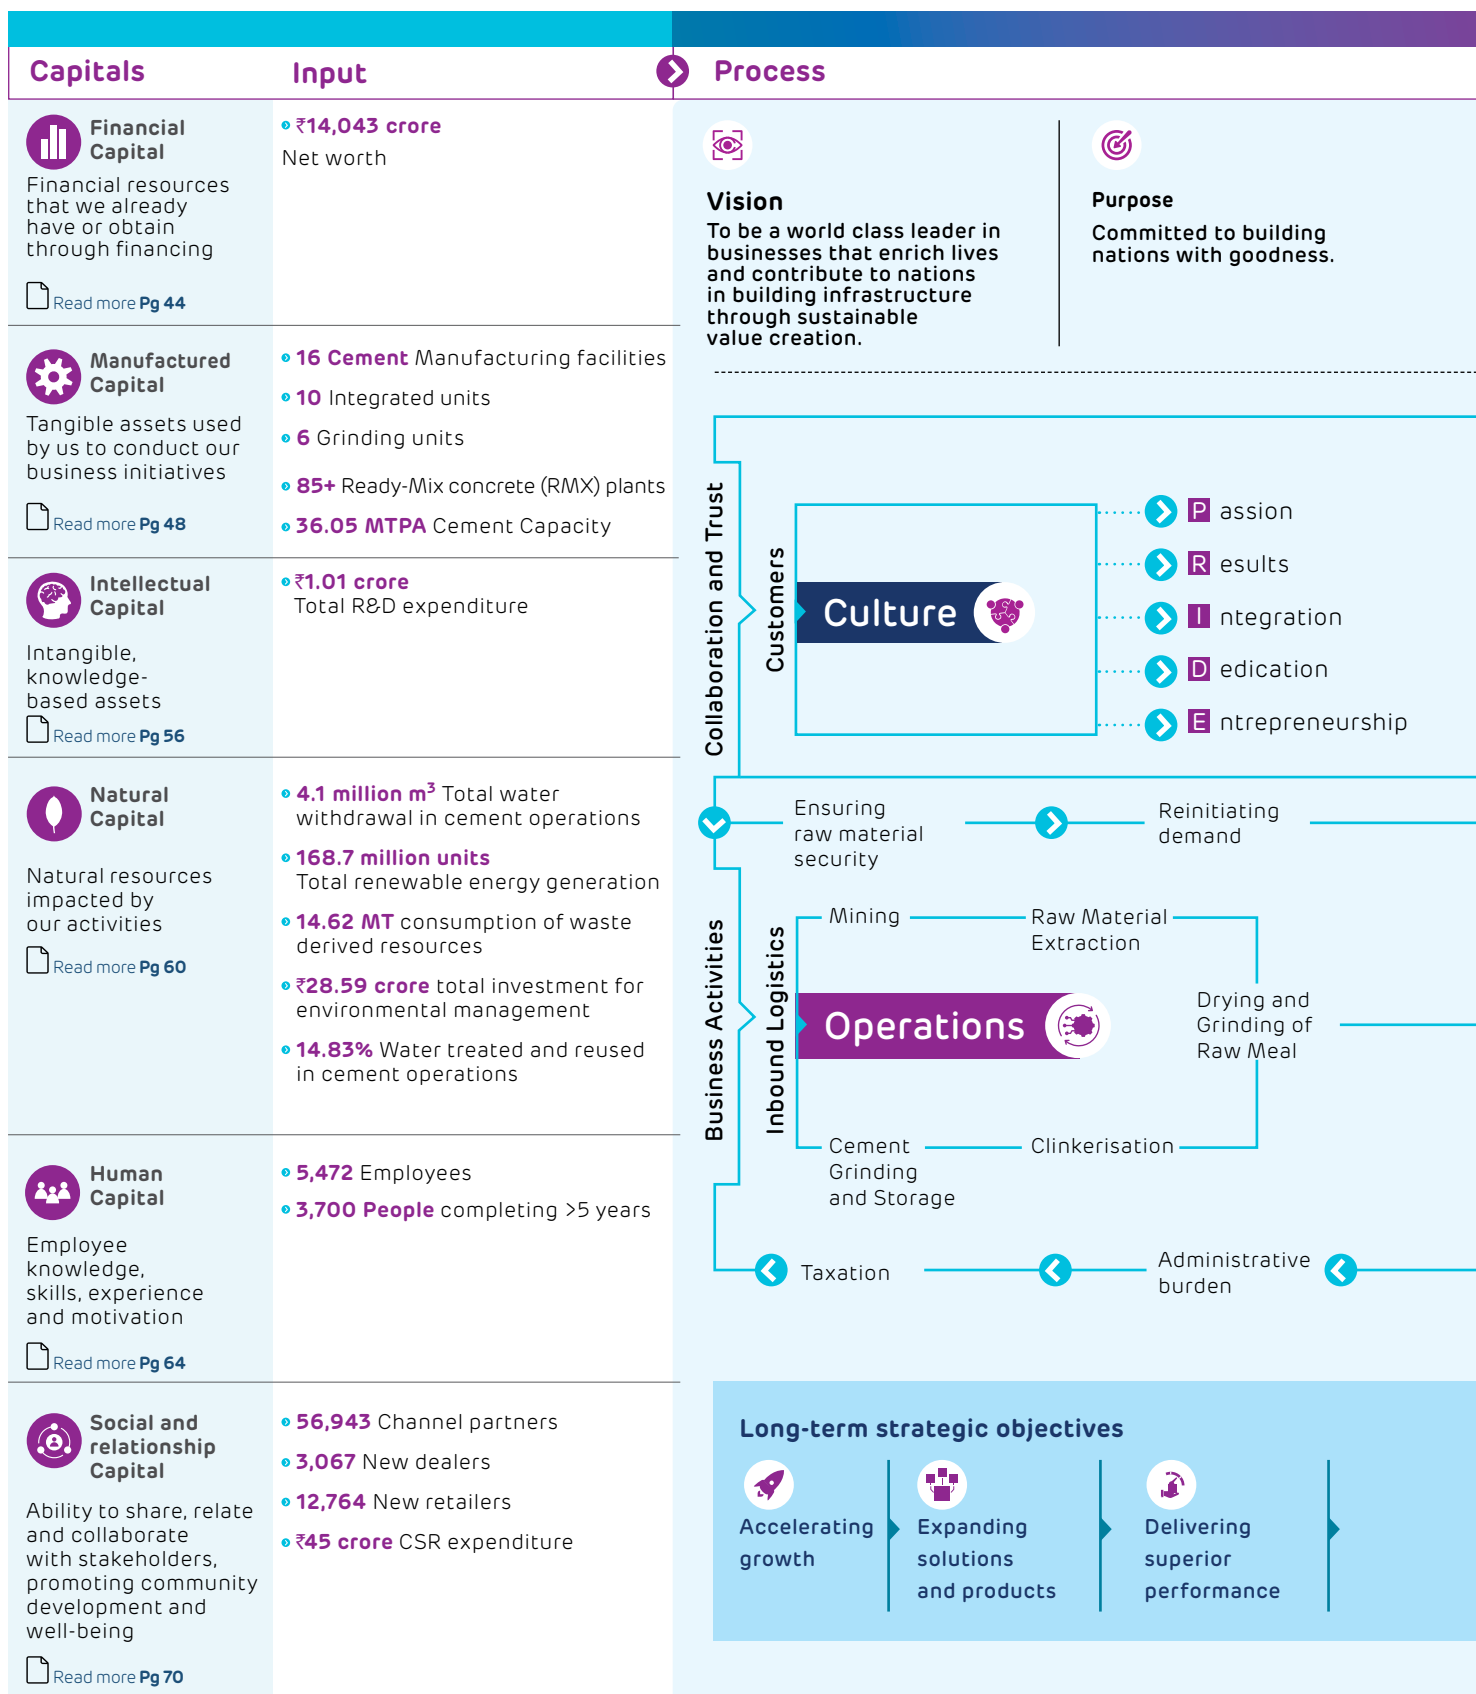 Capitals
Input
Process
Financial
Capital
Financial resources
that we already
have or obtain
through financing
Read more Pg 44
₹14,043 crore
Net worth
Manufactured
Capital
Tangible assets used
by us to conduct our
business initiatives
Read more Pg 48
16 Cement Manufacturing facilities
10 Integrated units
6 Grinding units
85+ Ready-Mix concrete (RMX) plants
36.05 MTPA Cement Capacity
Intellectual
Capital
Intangible,
knowledge-
based assets
Read more Pg 56
₹1.01 crore
Total R&D expenditure
Natural
Capital
Natural resources
impacted by
our activities
Read more Pg 60
4.1 million m³ Total water
withdrawal in cement operations
168.7 million units
Total renewable energy generation
14.62 MT consumption of waste
derived resources
₹28.59 crore total investment for
environmental management
14.83% Water treated and reused
in cement operations
Human
Capital
Employee
knowledge,
skills, experience
and motivation
Read more Pg 64
5,472 Employees
3,700 People completing >5 years
Social and
relationship
Capital
Ability to share, relate
and collaborate
with stakeholders,
promoting community
development and
well-being
Read more Pg 70
56,943 Channel partners
3,067 New dealers
12,764 New retailers
₹45 crore CSR expenditure
Vision
To be a world class leader in
businesses that enrich lives
and contribute to nations
in building infrastructure
through sustainable
value creation.
Purpose
Committed to building
nations with goodness.
Collaboration and Trust
Customers
Culture
P assion
R esults
I ntegration
D edication
E ntrepreneurship
Ensuring
raw material
security
Reinitiating
demand
Business Activities
Inbound Logistics
Operations
Mining
Raw Material
Extraction
Drying and
Grinding of
Raw Meal
Clinkerisation
Cement
Grinding
and Storage
Taxation
Administrative
burden
Long-term strategic objectives
Accelerating
growth
Expanding
solutions
and products
Delivering
superior
performance